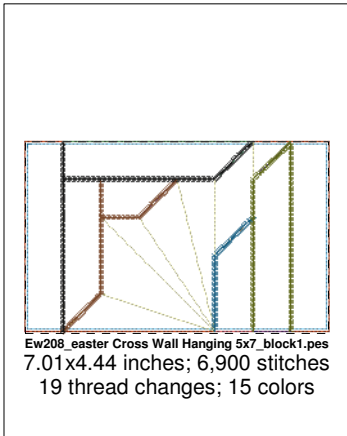 Ew208_easter Cross Wall Hanging 5x7_block1.pes
7.01x4.44 inches; 6,900 stitches
19 thread changes; 15 colors